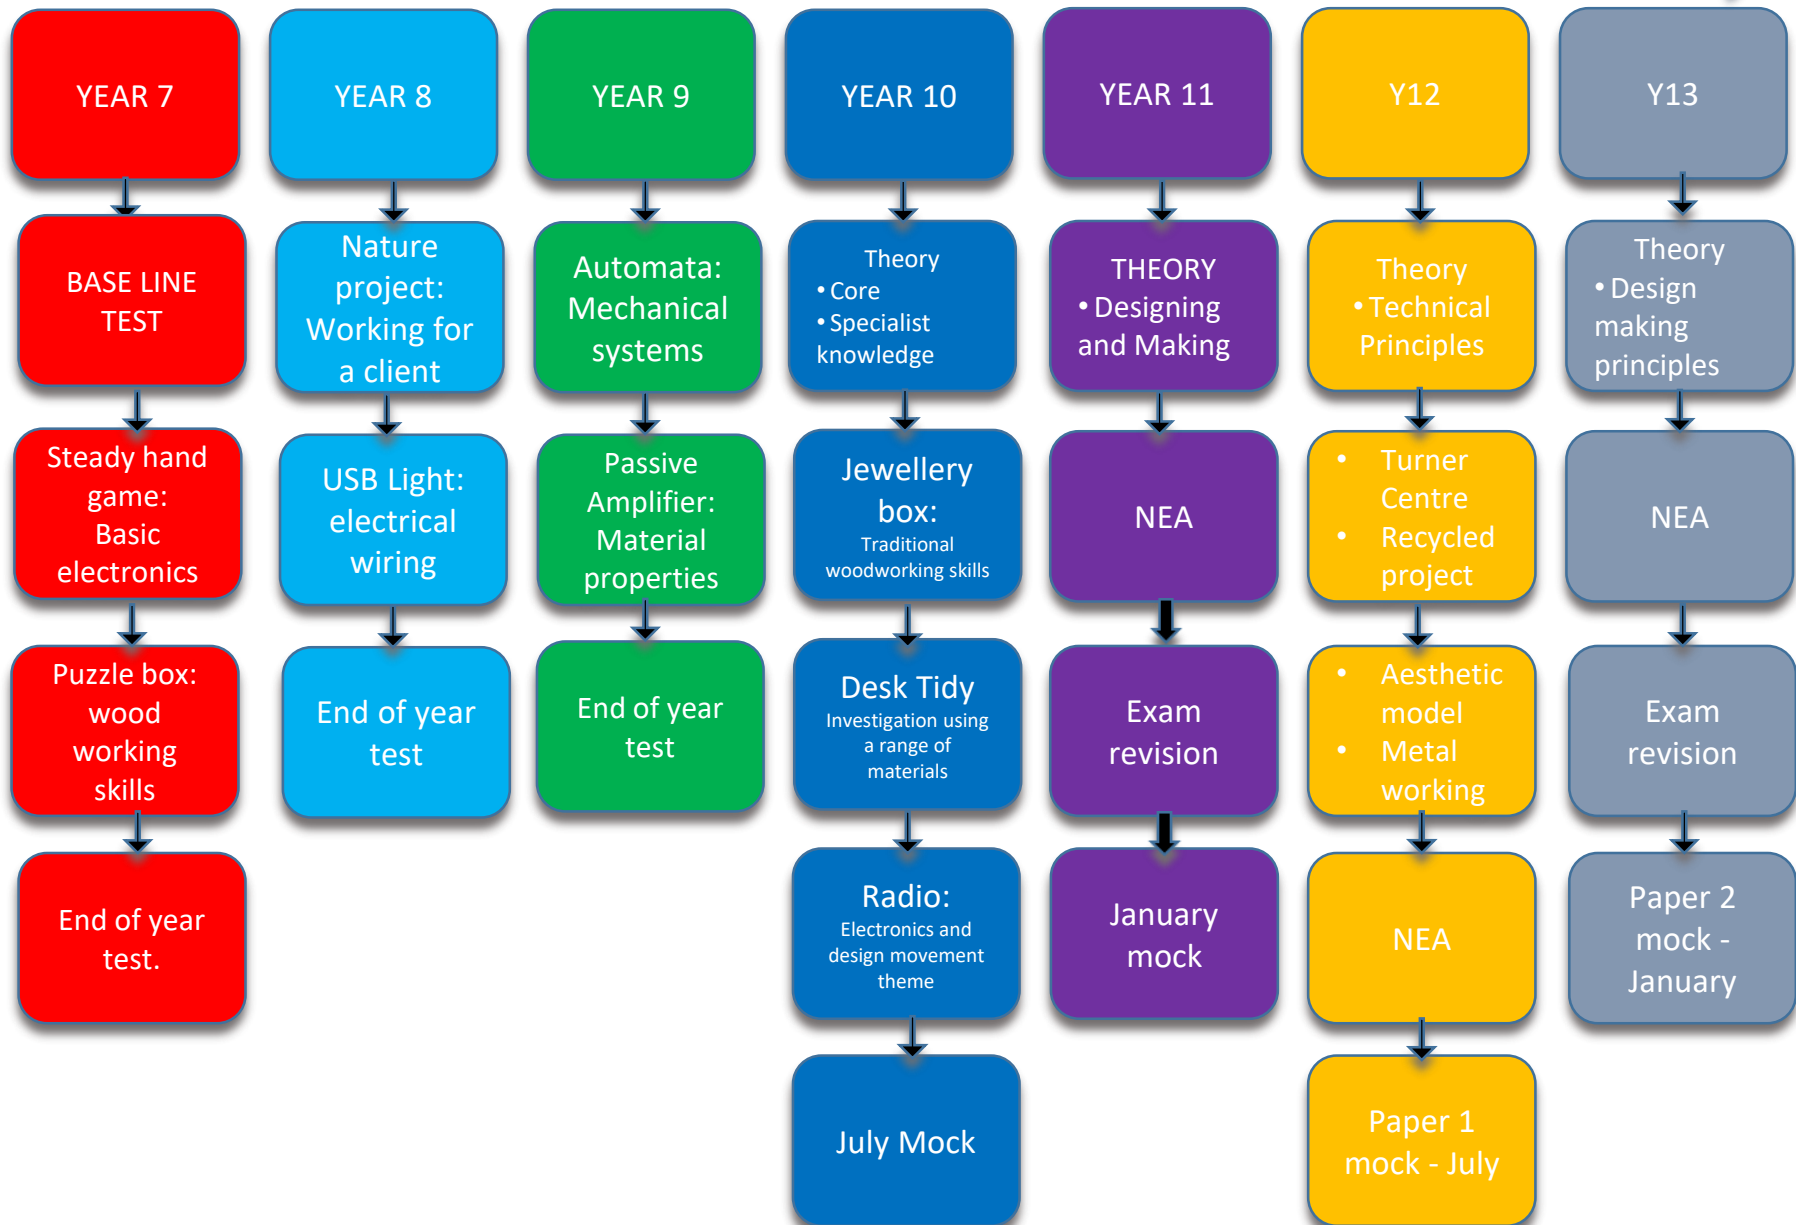 YEAR 7
BASE LINE
TEST
Steady hand
game:
Basic
electronics
Puzzle box:
wood
working
skills
End of year
test.
YEAR 8
Nature
project:
Working for
a client
USB Light:
electrical
wiring
End of year
test
YEAR 9
Automata:
Mechanical
systems
Passive
Amplifier:
Material
properties
End of year
test
YEAR 10
Theory
• Core
• Specialist
knowledge
Jewellery
box:
Traditional
woodworking skills
Desk Tidy
Investigation using
a range of
materials
Radio:
Electronics and
design movement
theme
July Mock
YEAR 11
THEORY
• Designing
and Making
NEA
Exam
revision
January
mock
Y12
Theory
• Technical
Principles
• Turner
Centre
• Recycled
project
• Aesthetic
model
• Metal
working
NEA
Paper 1
mock - July
Y13
Theory
• Design
making
principles
NEA
Exam
revision
Paper 2
mock -
January